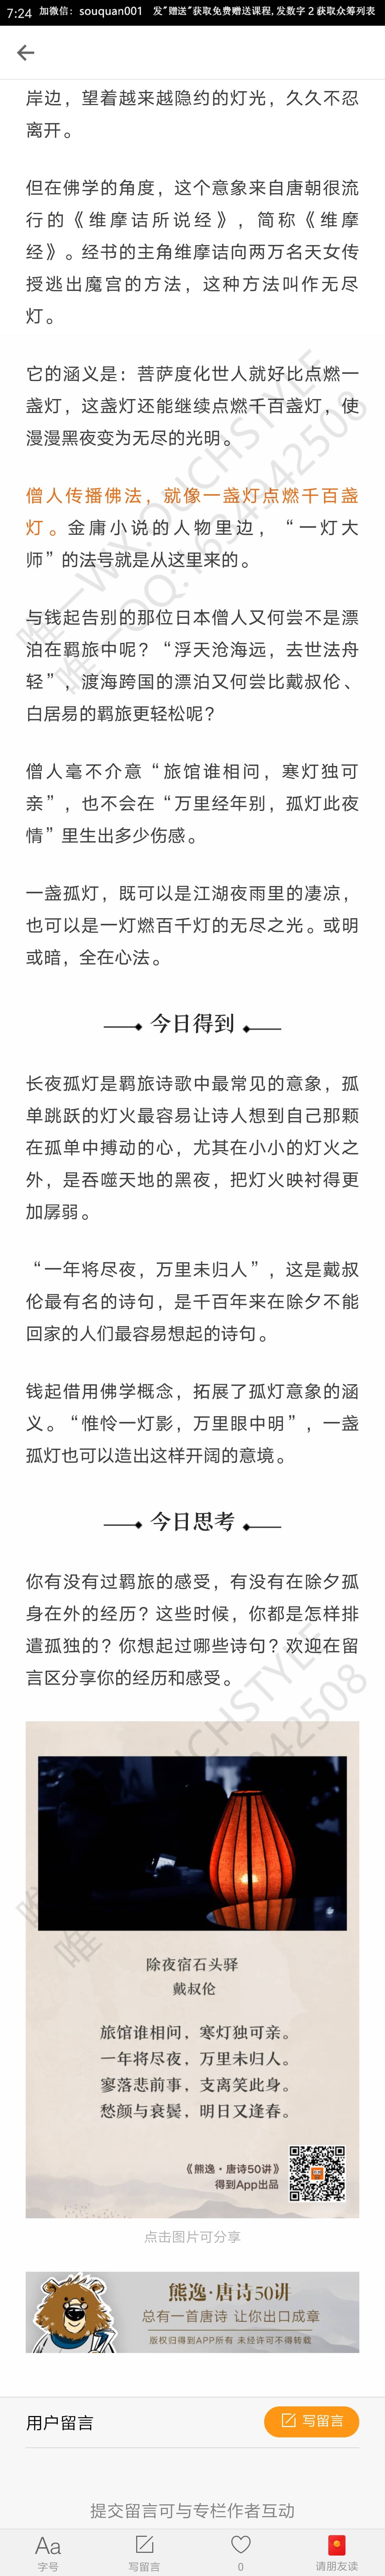 7:24 加微信：souquan001 发"赠送"获取免费赠送课程,发数字 2 获取众筹列表
岸边，望着越来越隐约的灯光，久久不忍
离开。
但在佛学的角度，这个意象来自唐朝很流
行的《维摩诘所说经》，简称《维摩
经》。经书的主角维摩诘向两万名天女传
授逃出魔宫的方法，这种方法叫作无尽
灯。
它的涵义是：菩萨度化世人就好比点燃一
盏灯，这盏灯还能继续点燃千百盏灯，使
漫漫黑夜变为无尽的光明。
僧人传播佛法，就像一盏灯点燃千百盏
灯。金庸小说的人物里边，“一灯大
师”的法号就是从这里来的。
与钱起告别的那位日本僧人又何尝不是漂
泊在羁旅中呢？“浮天沧海远，去世法舟
轻”，渡海跨国的漂泊又何尝比戴叔伦、
白居易的羁旅更轻松呢？
僧人毫不介意“旅馆谁相问，寒灯独可
亲”，也不会在“万里经年别，孤灯此夜
情”里生出多少伤感。
一盏孤灯，既可以是江湖夜雨里的凄凉，
也可以是一灯燃百千灯的无尽之光。或明
或暗，全在心法。
今日得到
长夜孤灯是羁旅诗歌中最常见的意象，孤
单跳跃的灯火最容易让诗人想到自己那颗
在孤单中搏动的心，尤其在小小的灯火之
外，是吞噬天地的黑夜，把灯火映衬得更
加孱弱。
“一年将尽夜，万里未归人”，这是戴叔
伦最有名的诗句，是千百年来在除夕不能
回家的人们最容易想起的诗句。
钱起借用佛学概念，拓展了孤灯意象的涵
义。“惟怜一灯影，万里眼中明”，一盏
孤灯也可以造出这样开阔的意境。
今日思考
你有没有过羁旅的感受，有没有在除夕孤
身在外的经历？这些时候，你都是怎样排
遣孤独的？你想起过哪些诗句？欢迎在留
言区分享你的经历和感受。
除夜宿石头驿
戴叔伦
旅馆谁相问，寒灯独可亲。
一年将尽夜，万里未归人。
寥落悲前事，支离笑此身。
愁颜与衰鬓，明日又逢春。
《熊逸·唐诗50讲》
得到App出品
点击图片可分享
熊逸·唐诗50讲
总有一首唐诗 让你出口成章
版权归得到APP所有 未经许可不得转载
用户留言
写留言
提交留言可与专栏作者互动
Aa
字号
写留言
0
请朋友读